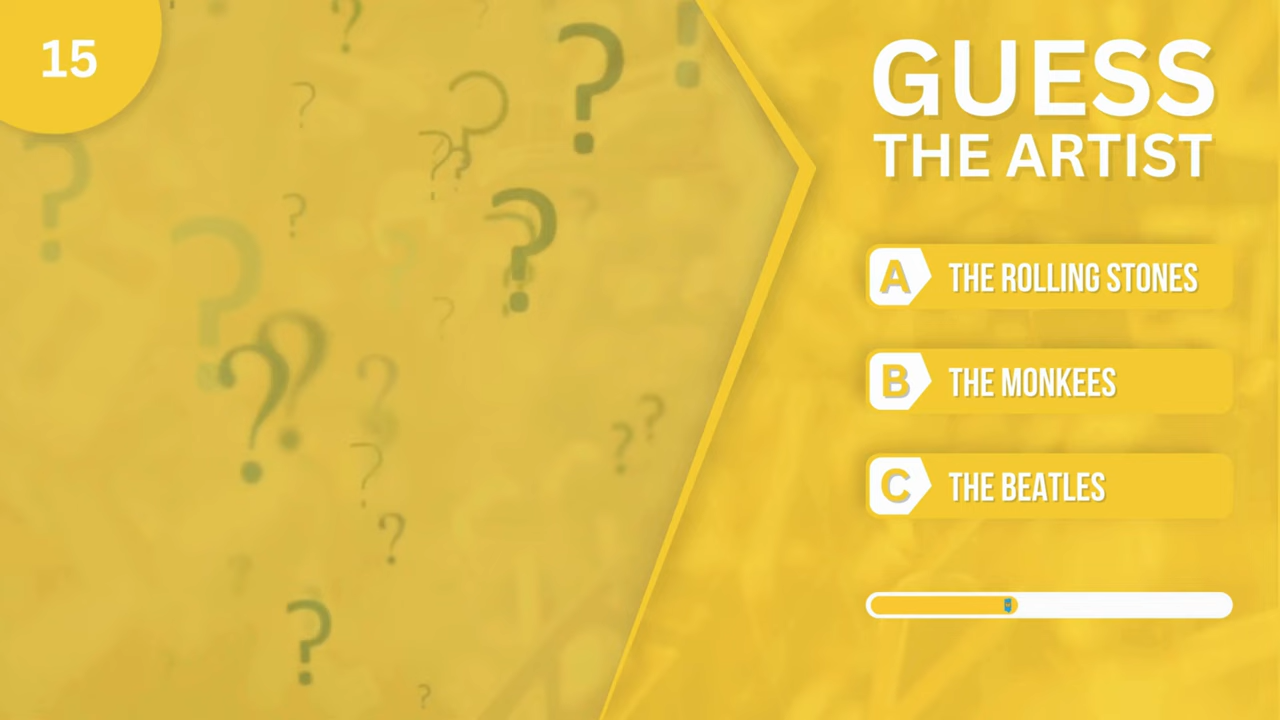 15
GUESS
THE ARTIST
A THE ROLLING STONES
B THE MONKEES
C THE BEATLES